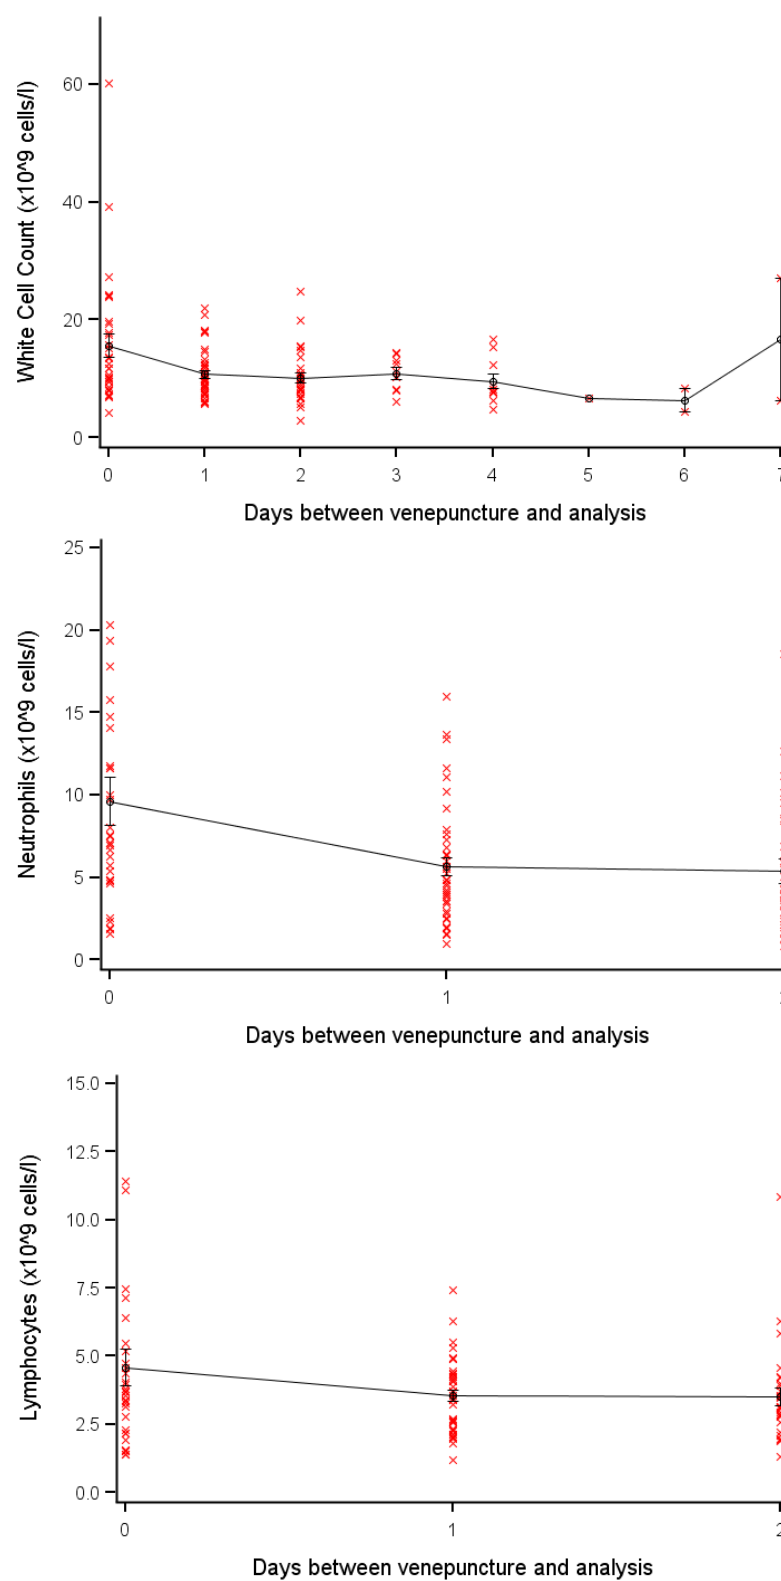 White Cell Count (x10^9 cells/l)
60
40
20
0
0 1 2 3 4 5 6 7
Days between venepuncture and analysis
Neutrophils (x10^9 cells/l)
25
20
15
10
5
0
0 1
Days between venepuncture and analysis
Lymphocytes (x10^9 cells/l)
15.0
12.5
10.0
7.5
5.0
2.5
0.0
0 1 2
Days between venepuncture and analysis